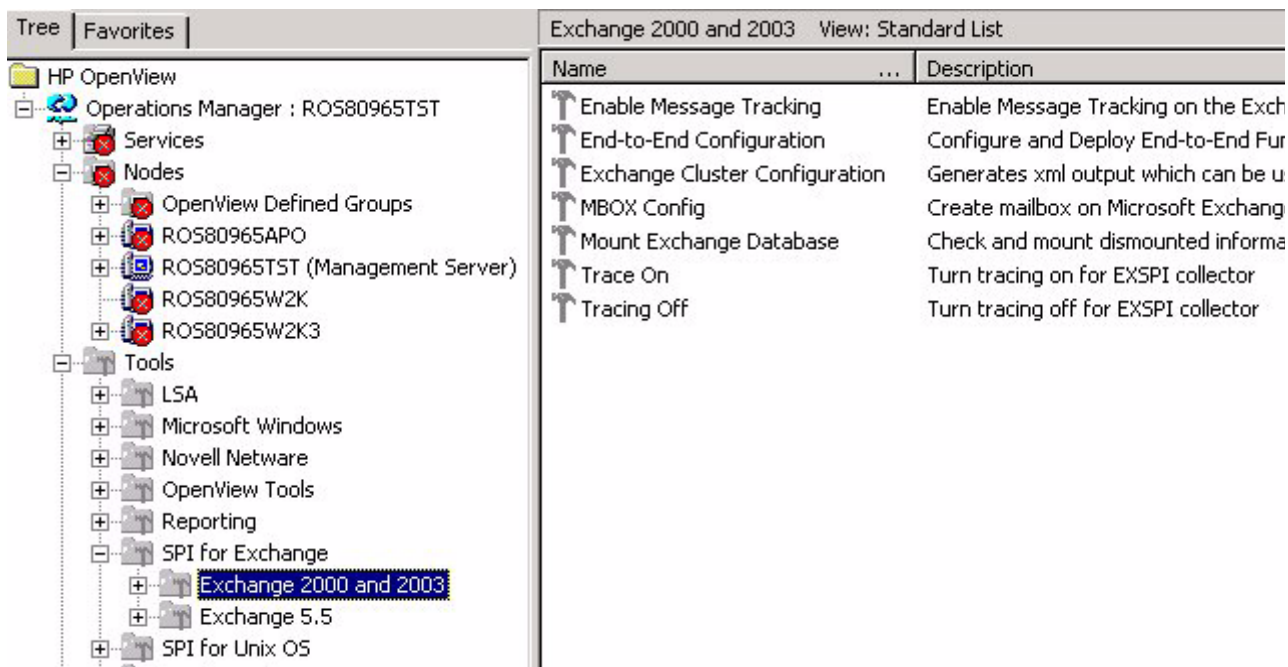 Tree Favorites
HP OpenView
Operations Manager : ROS80965TST
Services
Nodes
OpenView Defined Groups
ROS80965APO
ROS80965TST (Management Server)
ROS80965W2K
ROS80965W2K3
Tools
LSA
Microsoft Windows
Novell Netware
OpenView Tools
Reporting
SPI for Exchange
Exchange 2000 and 2003
Exchange 5.5
SPI for Unix OS
Exchange 2000 and 2003 View: Standard List
Name ... Description
Enable Message Tracking Enable Message Tracking on the Exch
End-to-End Configuration Configure and Deploy End-to-End Fun
Exchange Cluster Configuration Generates xml output which can be u
MBOX Config Create mailbox on Microsoft Exchang
Mount Exchange Database Check and mount dismounted informa
Trace On Turn tracing on for EXSPI collector
Tracing Off Turn tracing off for EXSPI collector